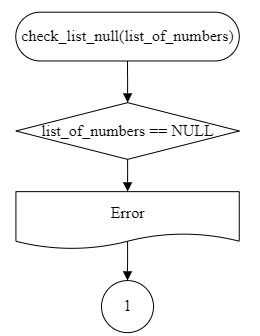 check_list_null(list_of_numbers)
list_of_numbers == NULL
Error
1